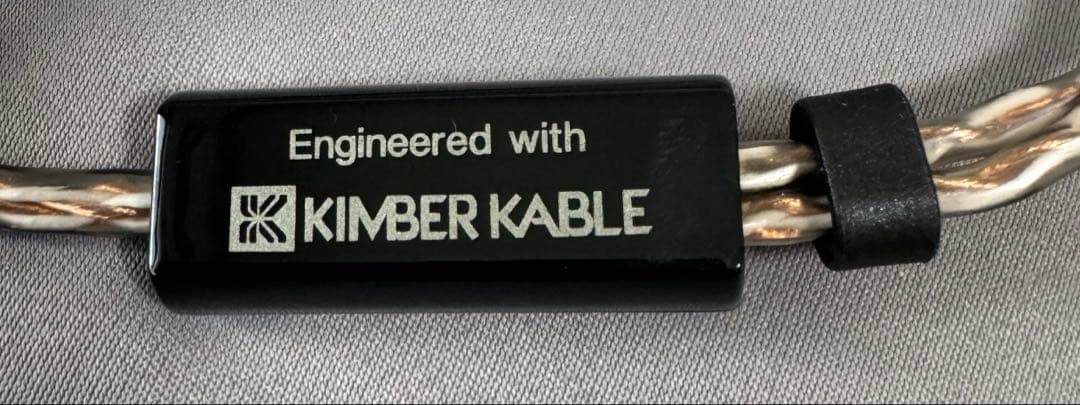 Engineered with
KIMBER KABLE